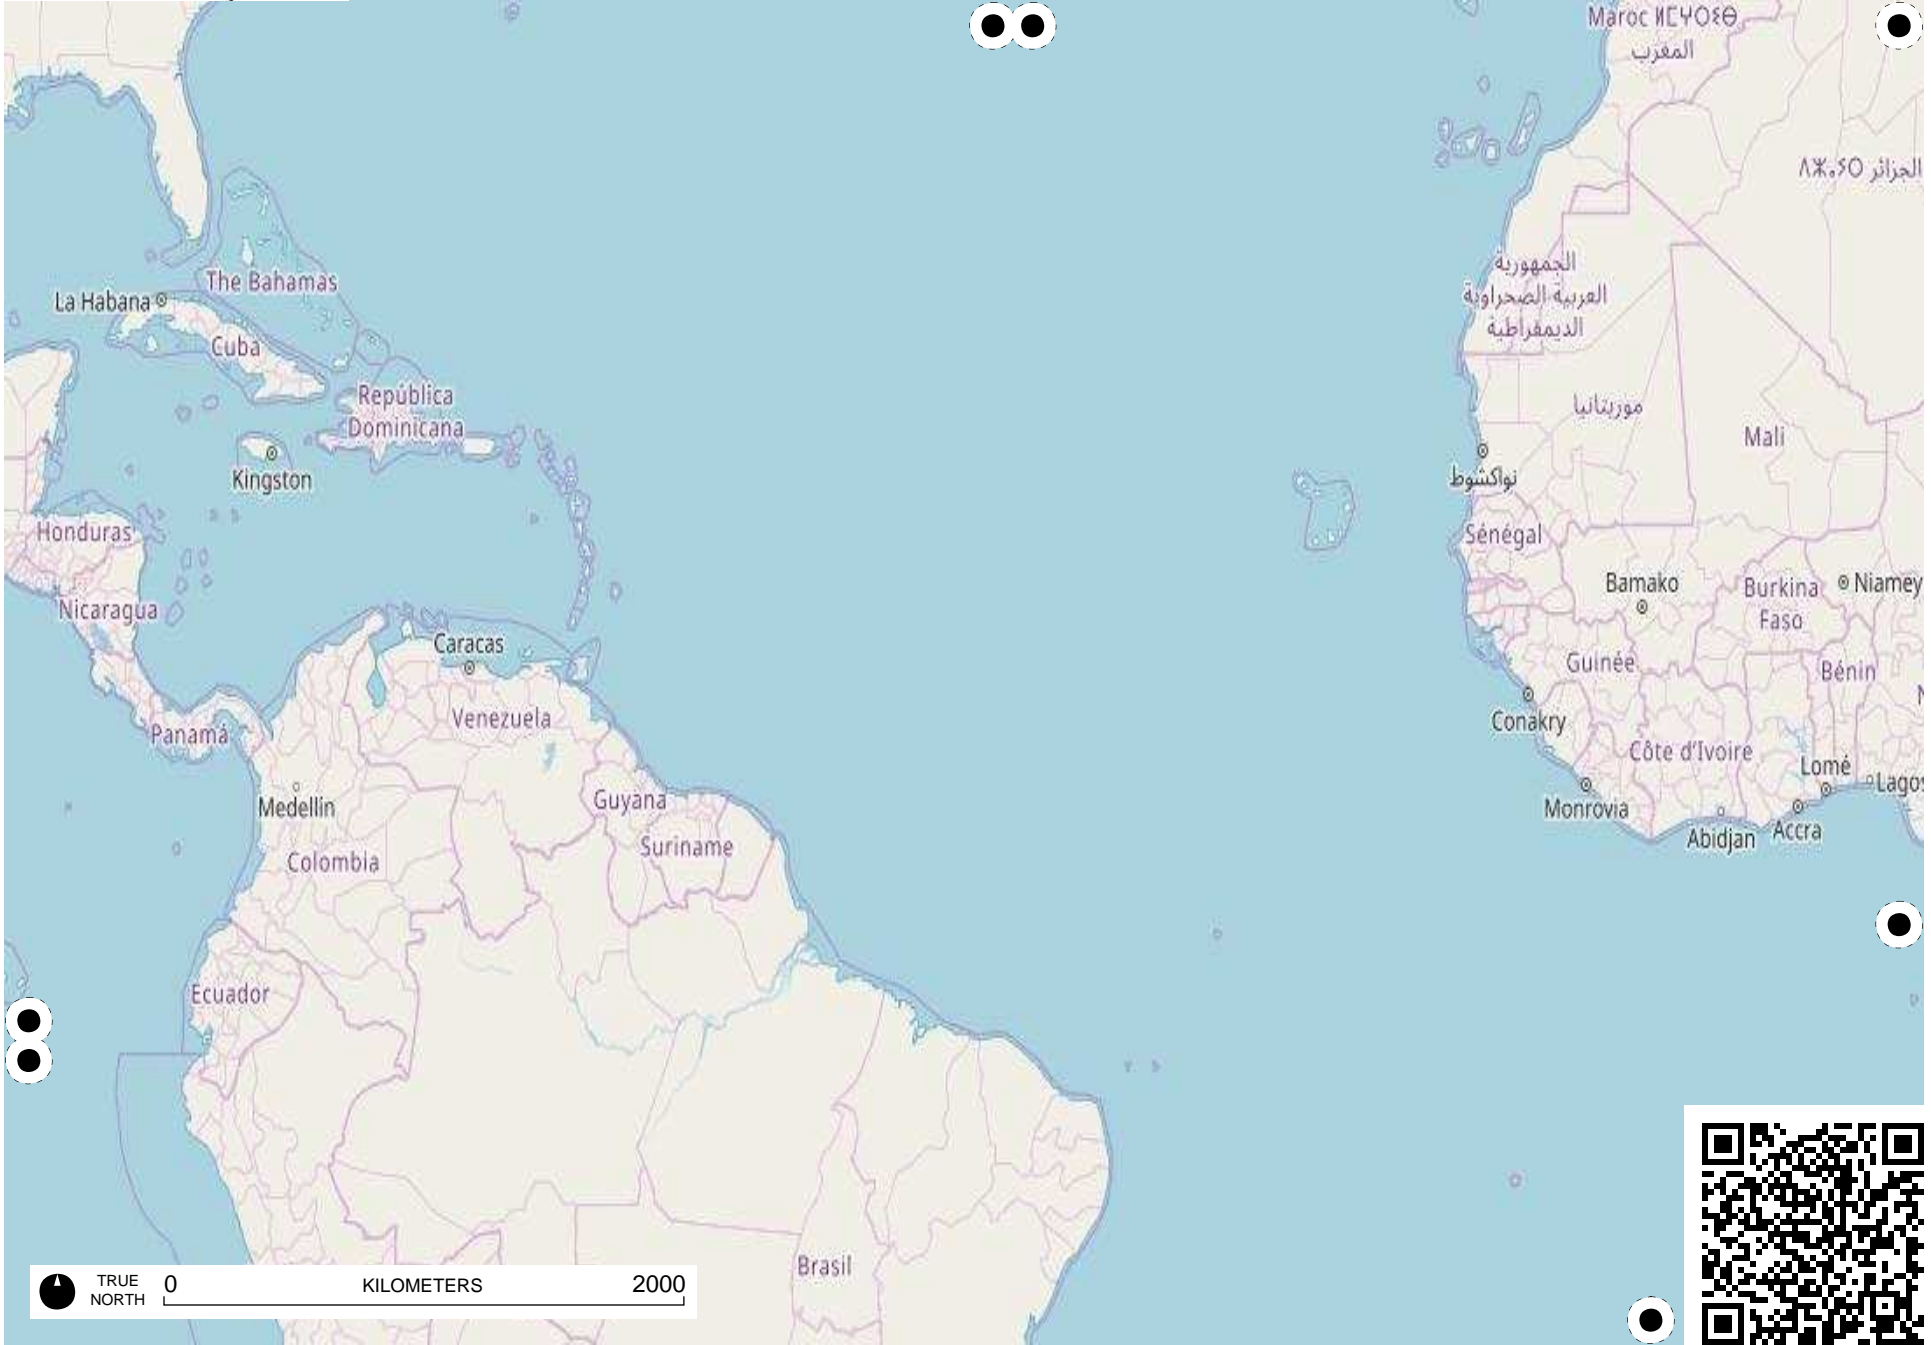 Maroc ⵍⵎⵖⵔⵉⴱ
المغرب
ⴷⵣⴰⵢⵔ الجزائر
الجمهورية
العربية الصحراوية
الديمقراطية
The Bahamas
La Habana
Cuba
República
Dominicana
موريتانيا
Mali
نواكشوط
Kingston
Honduras
Sénégal
Bamako
Burkina
Faso
Niamey
Nicaragua
Caracas
Guinée
Bénin
Venezuela
Conakry
Panamá
Côte d'Ivoire
Lomé
Lagos
Medellín
Guyana
Monrovia
Abidjan
Accra
Suriname
Colombia
Ecuador
Brasil
TRUE
NORTH
0 KILOMETERS 2000